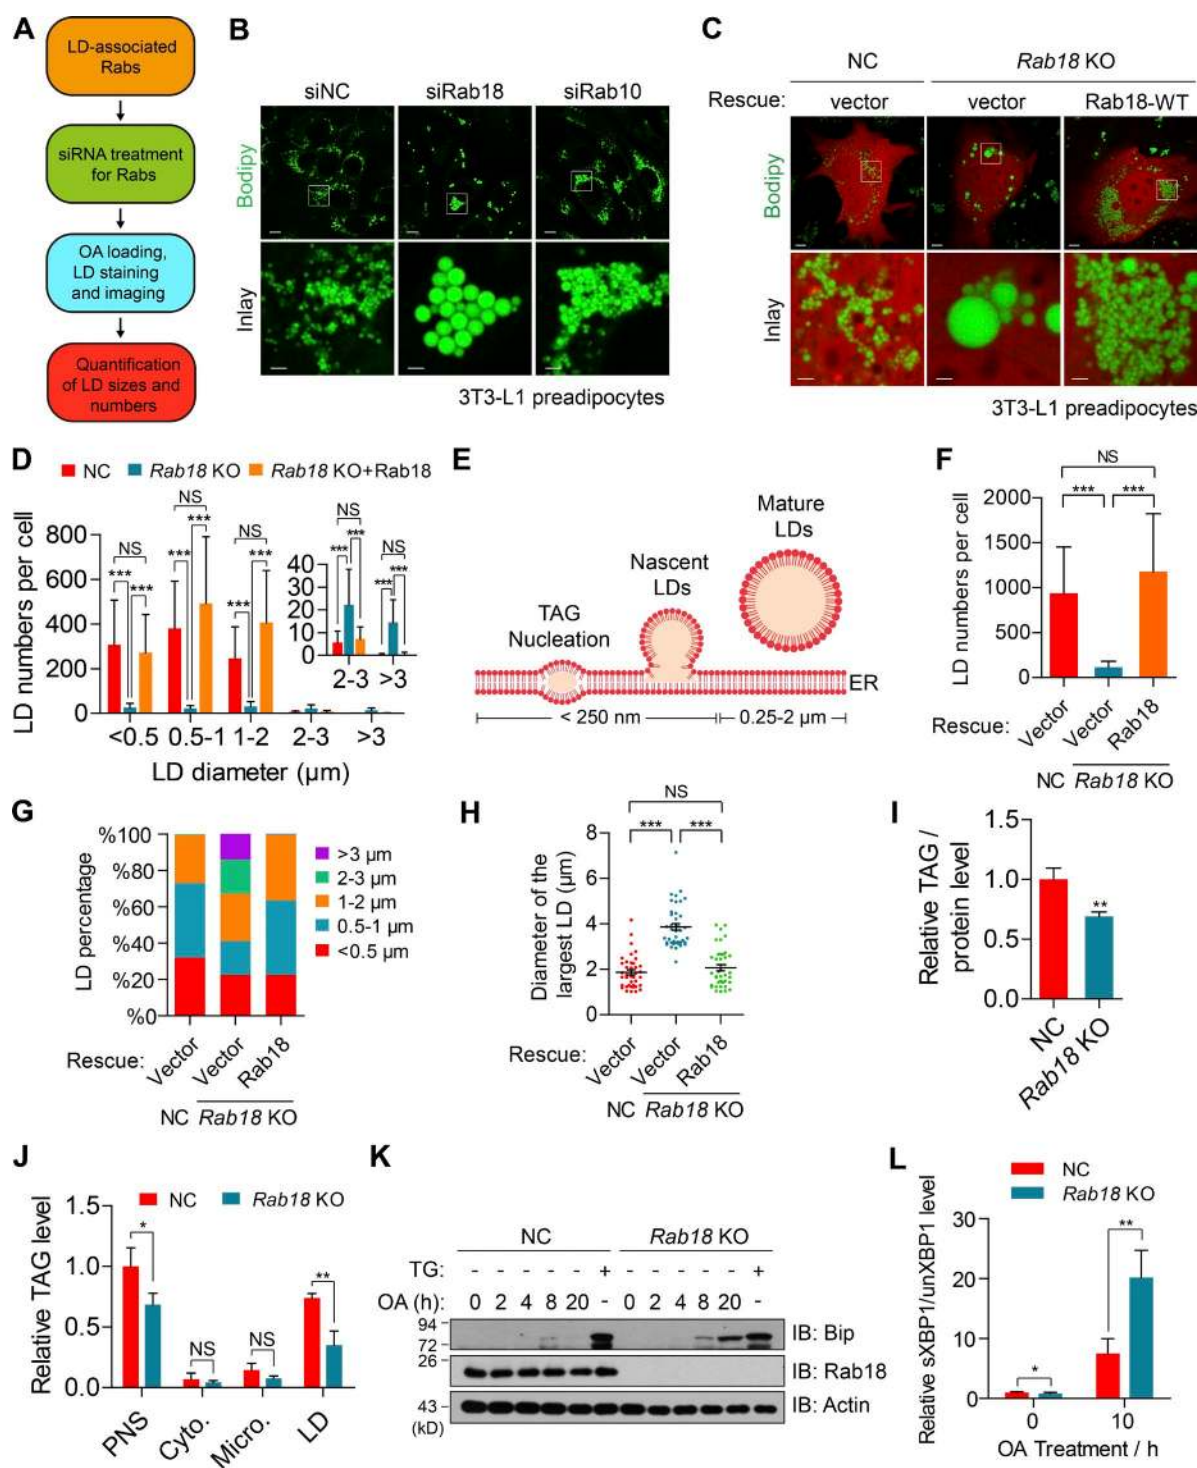 A
LD-associated
Rabs
siRNA treatment
for Rabs
OA loading,
LD staining
and imaging
Quantification
of LD sizes and
numbers
B
siNC
siRab18
siRab10
Bodipy
Inlay
3T3-L1 preadipocytes
C
NC
Rab18 KO
Rescue:
vector
vector
Rab18-WT
Bodipy
Inlay
3T3-L1 preadipocytes
D
NC
Rab18 KO
Rab18 KO+Rab18
LD numbers per cell
800
600
400
200
0
NS
***
***
NS
***
***
NS
***
***
40
30
20
10
0
NS
***
***
NS
***
***
2-3
>3
<0.5
0.5-1
1-2
2-3
>3
LD diameter (µm)
E
TAG
Nucleation
Nascent
LDs
Mature
LDs
ER
< 250 nm
0.25-2 µm
F
LD numbers per cell
2000
1500
1000
500
0
NS
***
***
Rescue:
Vector
Vector
Rab18
NC
Rab18 KO
G
LD percentage
%100
%80
%60
%40
%20
%0
>3 µm
2-3 µm
1-2 µm
0.5-1 µm
<0.5 µm
Rescue:
Vector
Vector
Rab18
NC
Rab18 KO
H
Diameter of the
largest LD (µm)
8
6
4
2
0
NS
***
***
Rescue:
Vector
Vector
Rab18
NC
Rab18 KO
I
Relative TAG /
protein level
1.5
1.0
0.5
0.0
**
NC
Rab18 KO
J
NC
Rab18 KO
Relative TAG level
1.5
1.0
0.5
0.0
*
NS
NS
**
PNS
Cyto.
Micro.
LD
K
NC
Rab18 KO
TG: - - - - - + - - - - - +
OA (h): 0 2 4 8 20 - 0 2 4 8 20 -
94
72
IB: Bip
26
IB: Rab18
43
IB: Actin
(kD)
L
NC
Rab18 KO
Relative sXBP1/unXBP1 level
30
20
10
0
*
**
0
10
OA Treatment / h